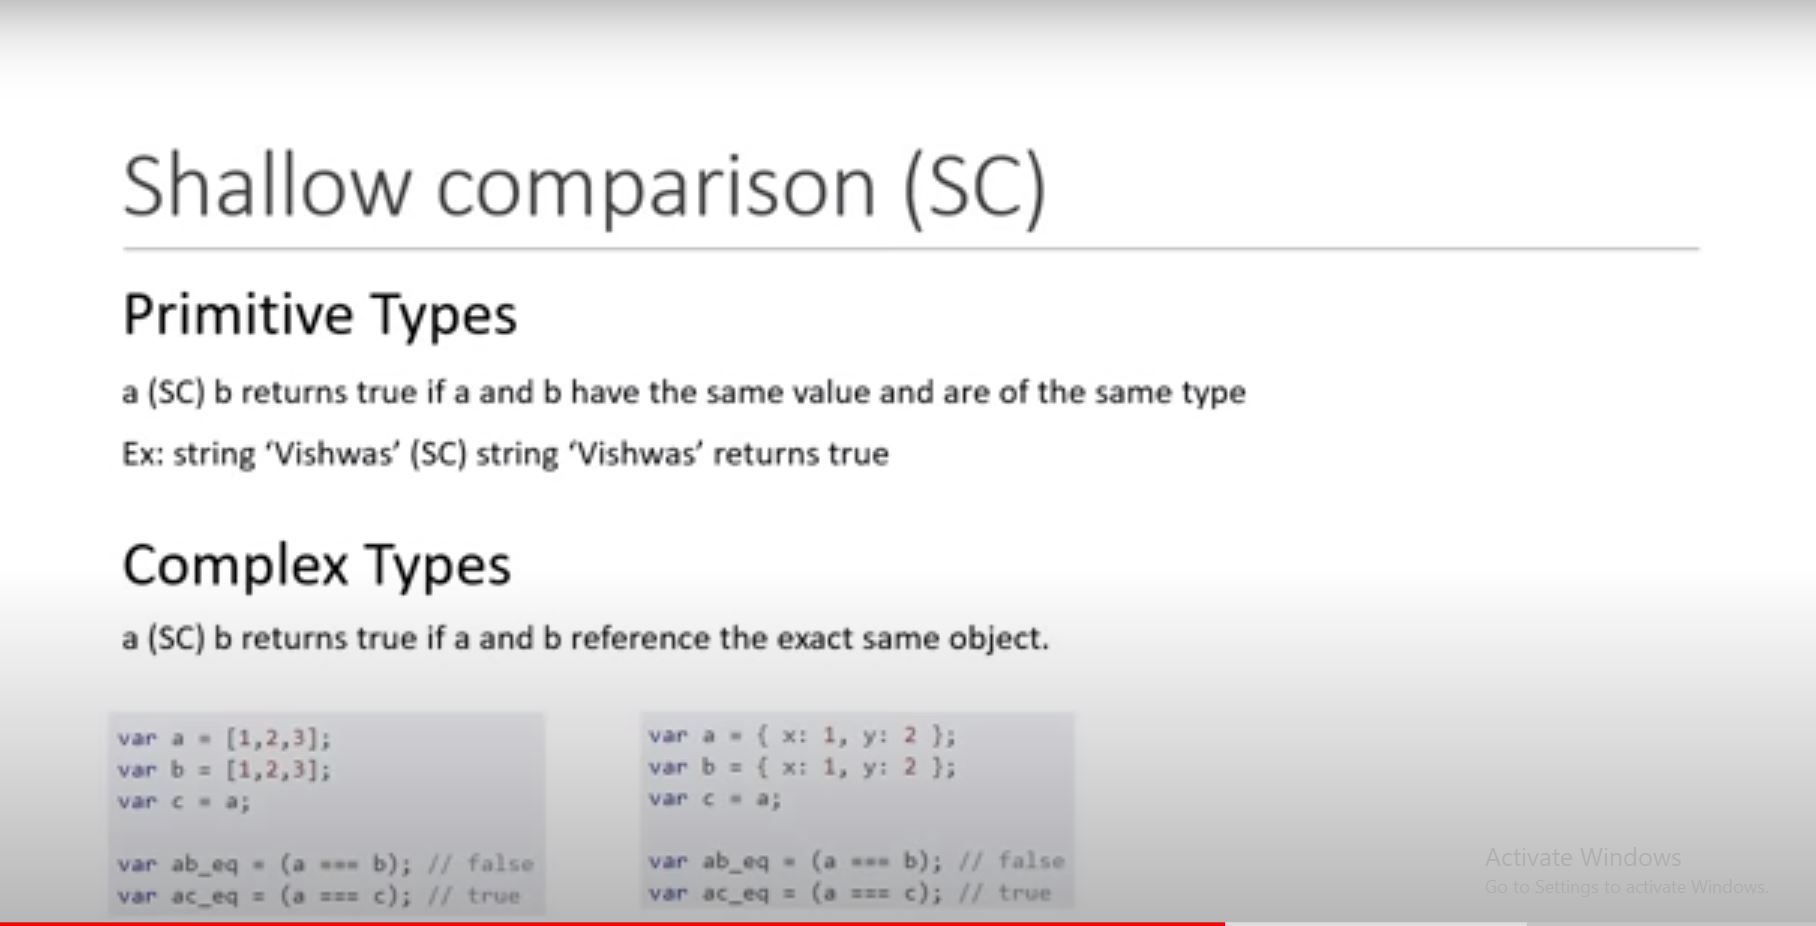 Shallow comparison (SC)
Primitive Types
a (SC) b returns true if a and b have the same value and are of the same type
Ex: string ‘Vishwas’ (SC) string ‘Vishwas’ returns true
Complex Types
a (SC) b returns true if a and b reference the exact same object.
var a = [1,2,3];
var b = [1,2,3];
var c = a;
var ab_eq = (a === b); // false
var ac_eq = (a === c); // true
var a = { x: 1, y: 2 };
var b = { x: 1, y: 2 };
var c = a;
var ab_eq = (a === b); // false
var ac_eq = (a === c); // true
Activate Windows
Go to Settings to activate Windows.